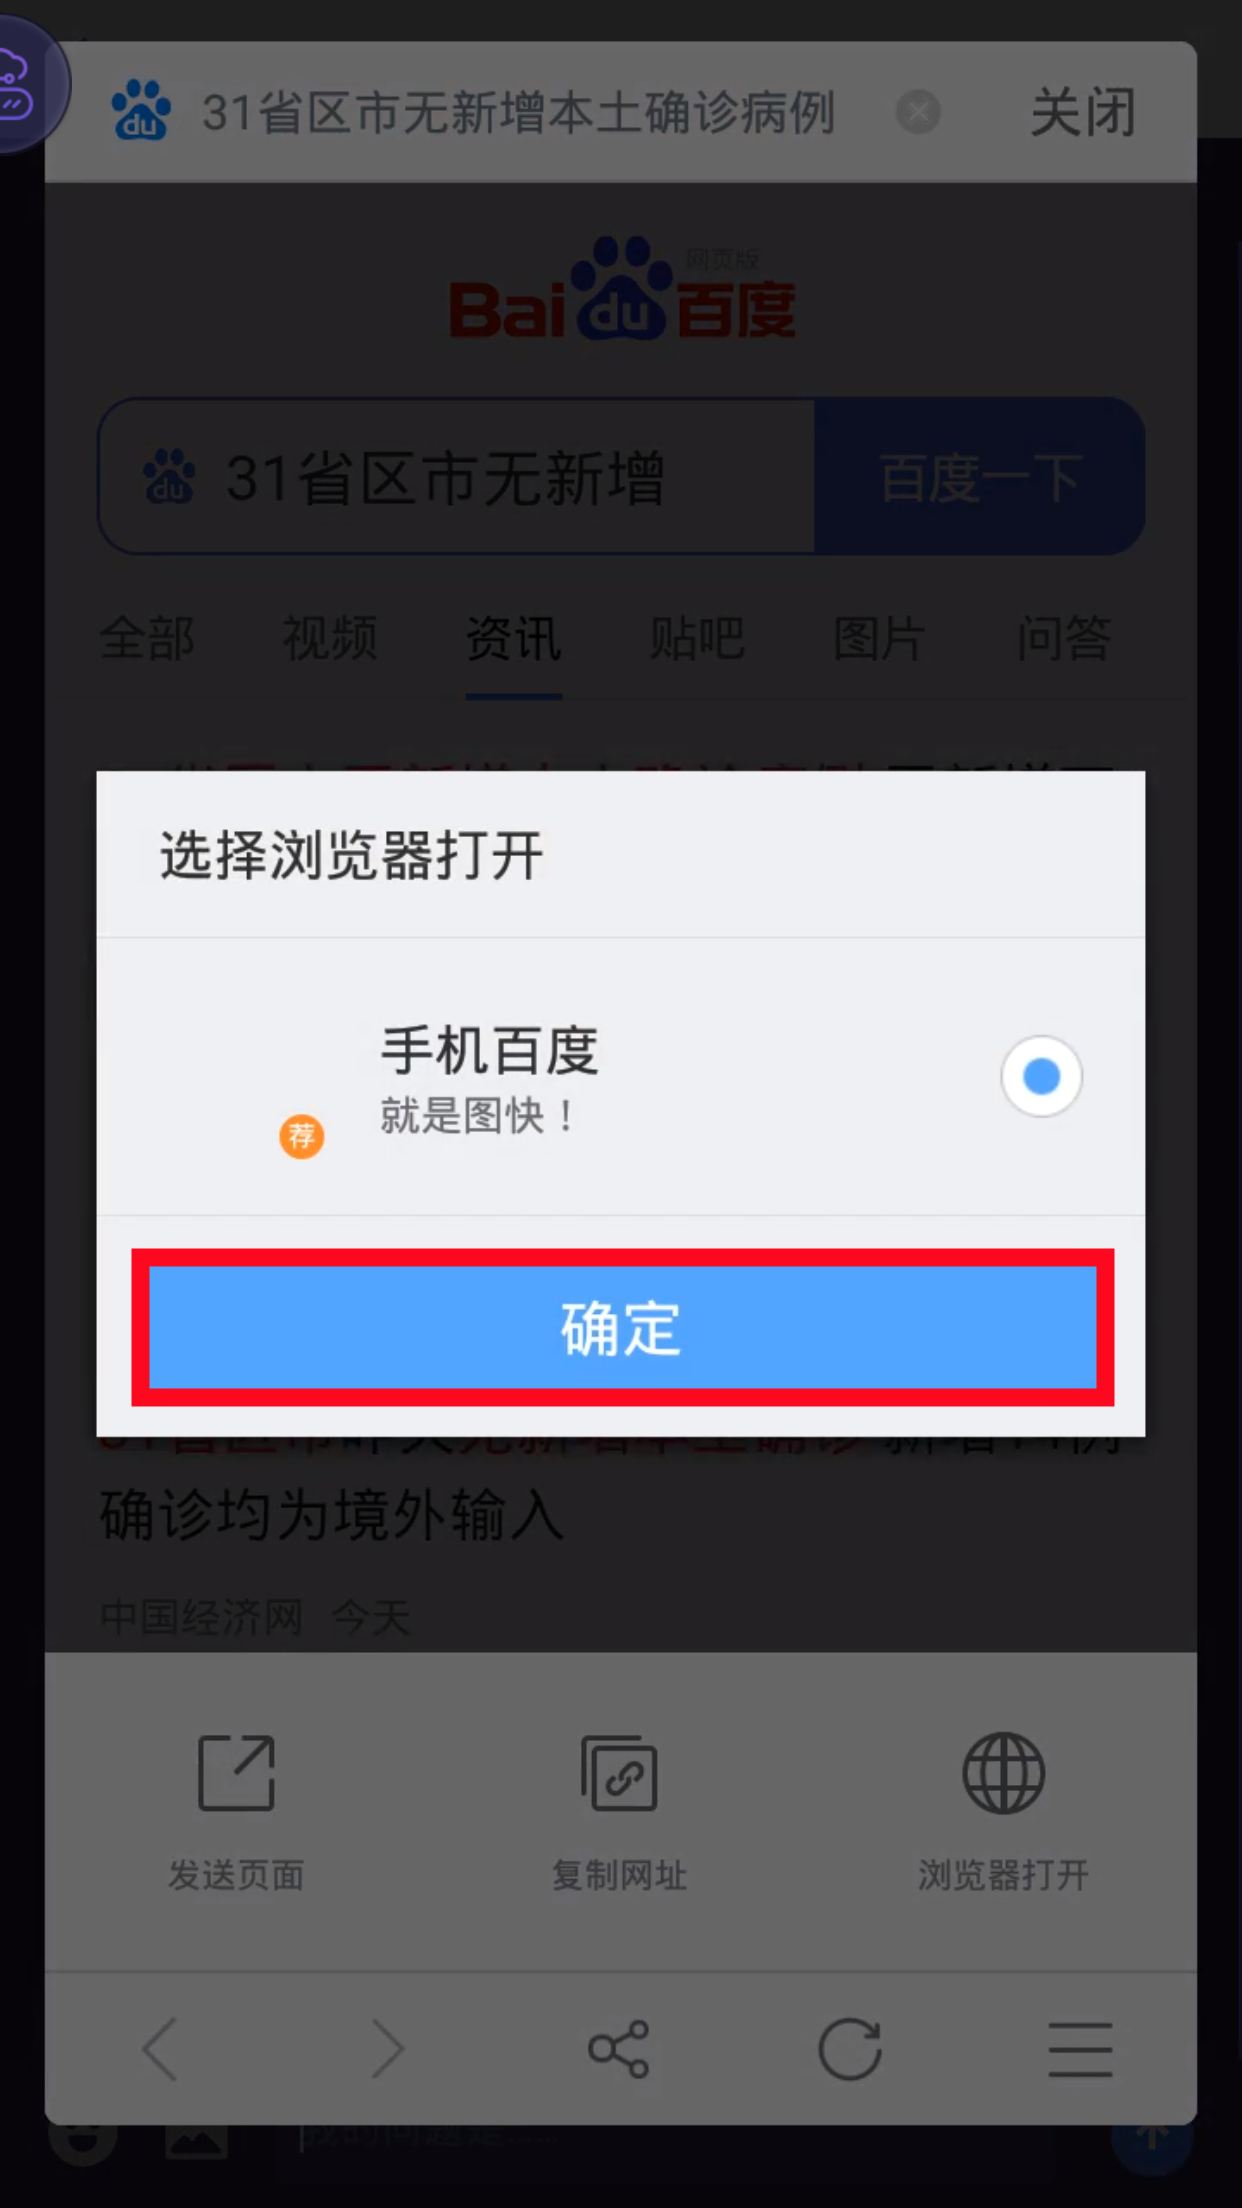 du 31省区市无新增本土确诊病例 关闭
网页版
Bai du 百度
du 31省区市无新增 百度一下
全部 视频 资讯 贴吧 图片 问答
选择浏览器打开
手机百度
就是图快！
荐
确定
确诊均为境外输入
中国经济网 今天
发送页面 复制网址 浏览器打开